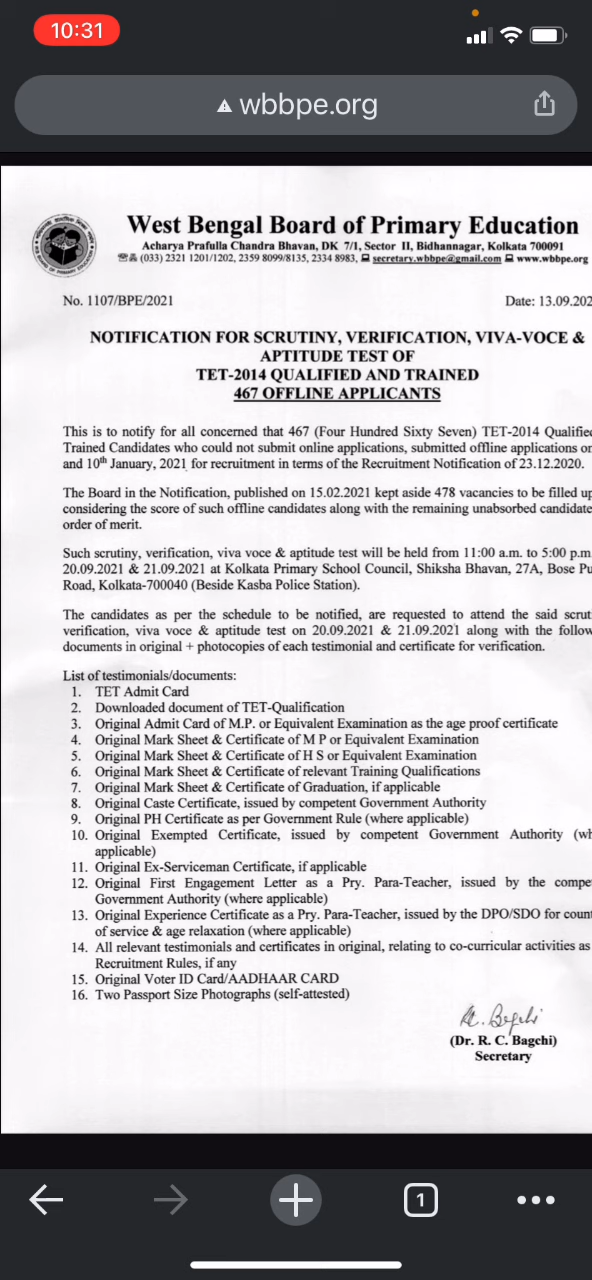 10:31
wbbpe.org
West Bengal Board of Primary Education
Acharya Prafulla Chandra Bhavan, DK 7/1, Sector II, Bidhannagar, Kolkata 700091
(033) 2321 1201/1202, 2359 8099/8135, 2334 8983, secretary.wbbpe@gmail.com www.wbbpe.org
No. 1107/BPE/2021
Date: 13.09.202
NOTIFICATION FOR SCRUTINY, VERIFICATION, VIVA-VOCE &
APTITUDE TEST OF
TET-2014 QUALIFIED AND TRAINED
467 OFFLINE APPLICANTS
This is to notify for all concerned that 467 (Four Hundred Sixty Seven) TET-2014 Qualified
Trained Candidates who could not submit online applications, submitted offline applications on
and 10th January, 2021 for recruitment in terms of the Recruitment Notification of 23.12.2020.
The Board in the Notification, published on 15.02.2021 kept aside 478 vacancies to be filled up
considering the score of such offline candidates along with the remaining unabsorbed candidate
order of merit.
Such scrutiny, verification, viva voce & aptitude test will be held from 11:00 a.m. to 5:00 p.m.
20.09.2021 & 21.09.2021 at Kolkata Primary School Council, Shiksha Bhavan, 27A, Bose Pu
Road, Kolkata-700040 (Beside Kasba Police Station).
The candidates as per the schedule to be notified, are requested to attend the said scrut
verification, viva voce & aptitude test on 20.09.2021 & 21.09.2021 along with the follow
documents in original + photocopies of each testimonial and certificate for verification.
List of testimonials/documents:
1. TET Admit Card
2. Downloaded document of TET-Qualification
3. Original Admit Card of M.P. or Equivalent Examination as the age proof certificate
4. Original Mark Sheet & Certificate of M P or Equivalent Examination
5. Original Mark Sheet & Certificate of H S or Equivalent Examination
6. Original Mark Sheet & Certificate of relevant Training Qualifications
7. Original Mark Sheet & Certificate of Graduation, if applicable
8. Original Caste Certificate, issued by competent Government Authority
9. Original PH Certificate as per Government Rule (where applicable)
10. Original Exempted Certificate, issued by competent Government Authority (wh
applicable)
11. Original Ex-Serviceman Certificate, if applicable
12. Original First Engagement Letter as a Pry. Para-Teacher, issued by the compe
Government Authority (where applicable)
13. Original Experience Certificate as a Pry. Para-Teacher, issued by the DPO/SDO for coun
of service & age relaxation (where applicable)
14. All relevant testimonials and certificates in original, relating to co-curricular activities as
Recruitment Rules, if any
15. Original Voter ID Card/AADHAAR CARD
16. Two Passport Size Photographs (self-attested)
R. Bagchi
(Dr. R. C. Bagchi)
Secretary
1